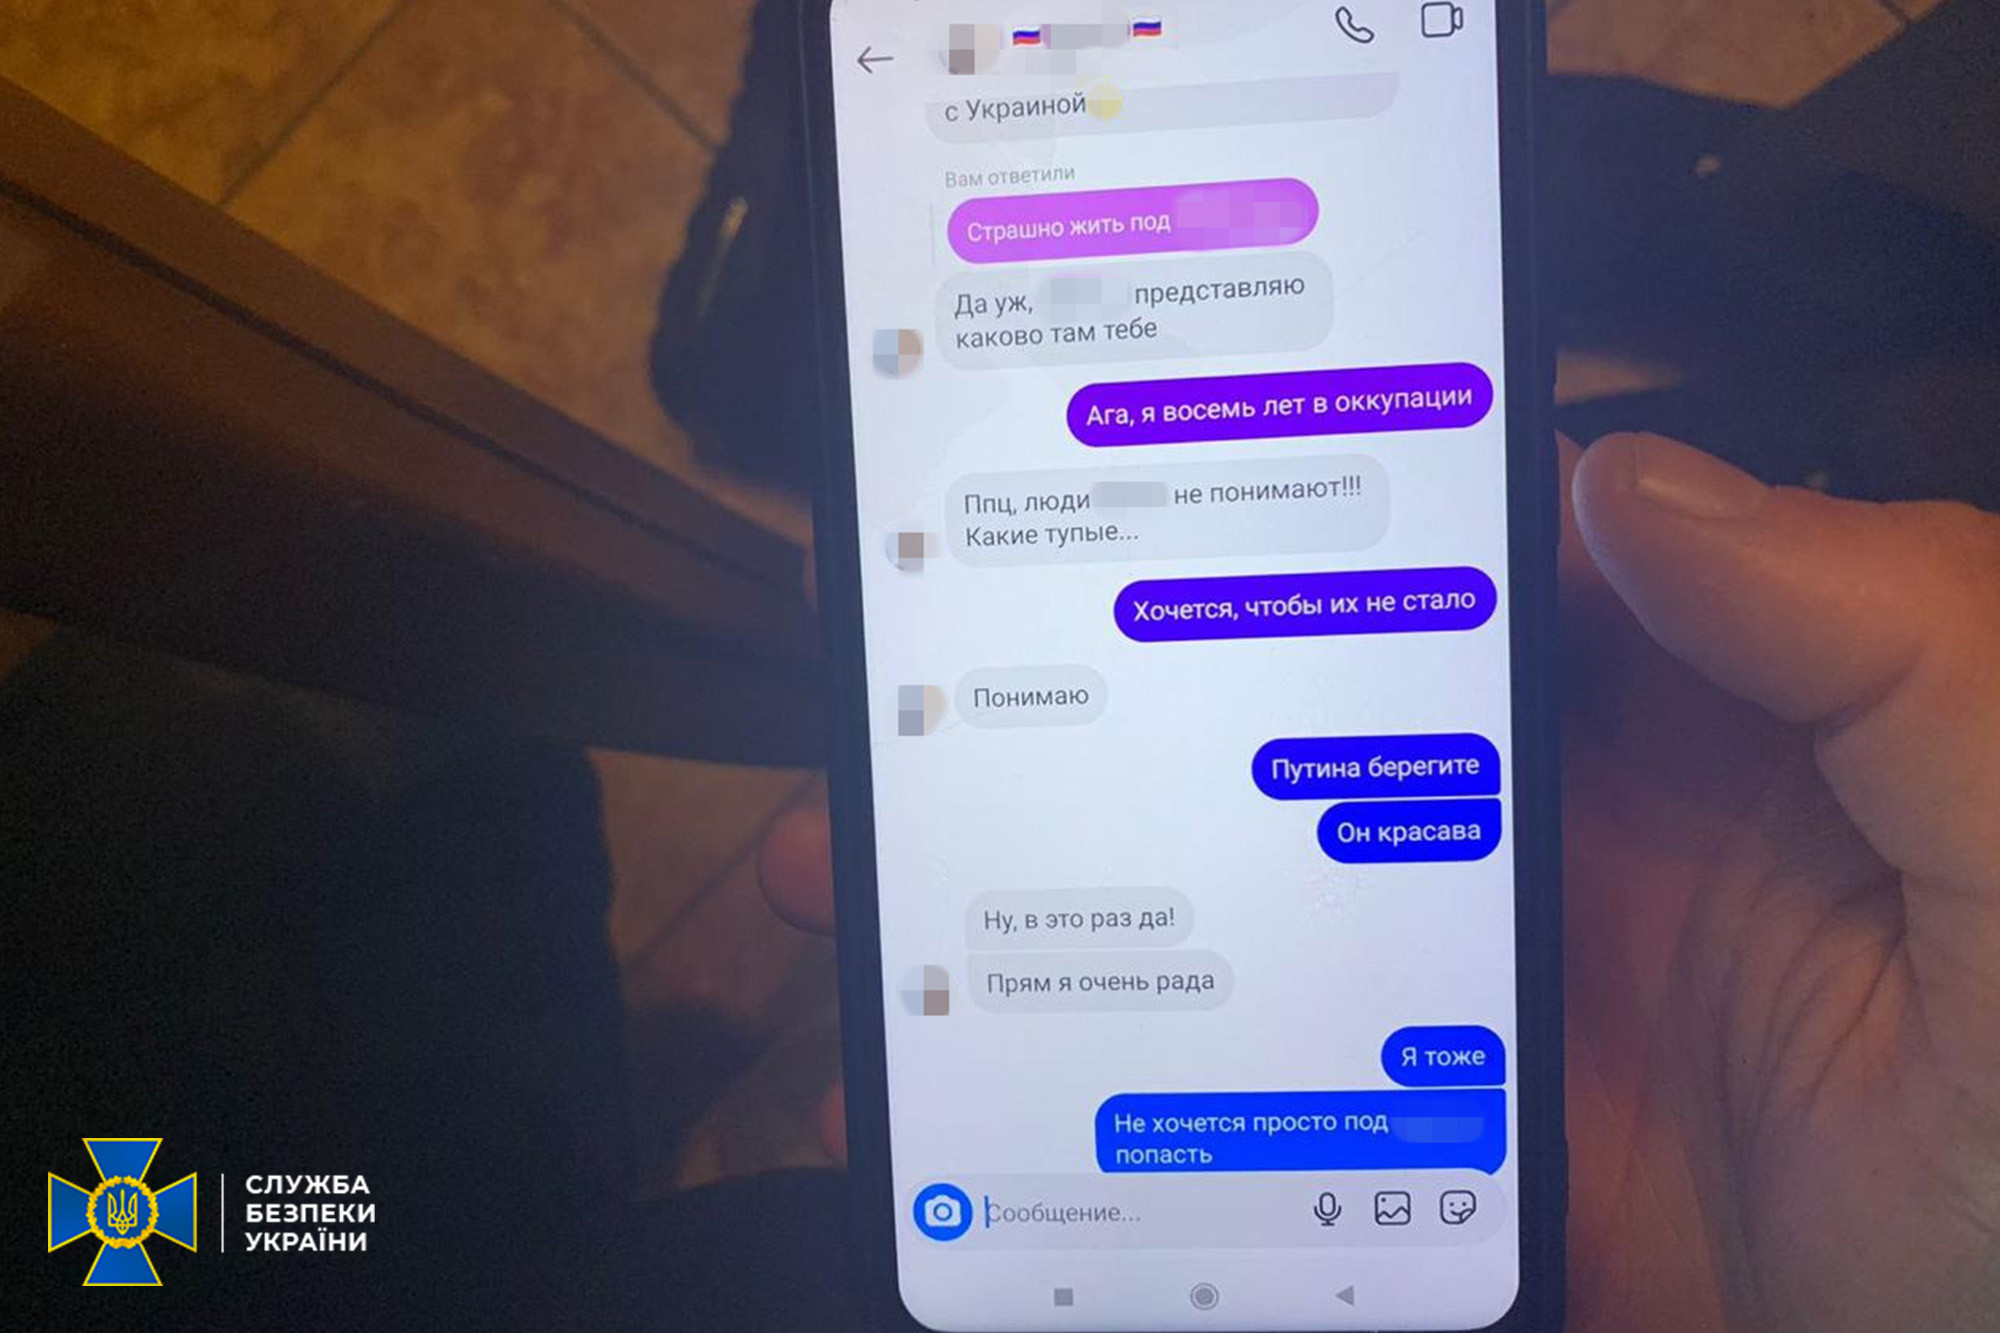 с Украиной
Вам ответили
Страшно жить под
Да уж, представляю
каково там тебе
Ага, я восемь лет в оккупации
Ппц, люди не понимают!!!
Какие тупые...
Хочется, чтобы их не стало
Понимаю
Путина берегите
Он красава
Ну, в это раз да!
Прям я очень рада
Я тоже
Не хочется просто под
попасть
Сообщение...
СЛУЖБА
БЕЗПЕКИ
УКРАЇНИ